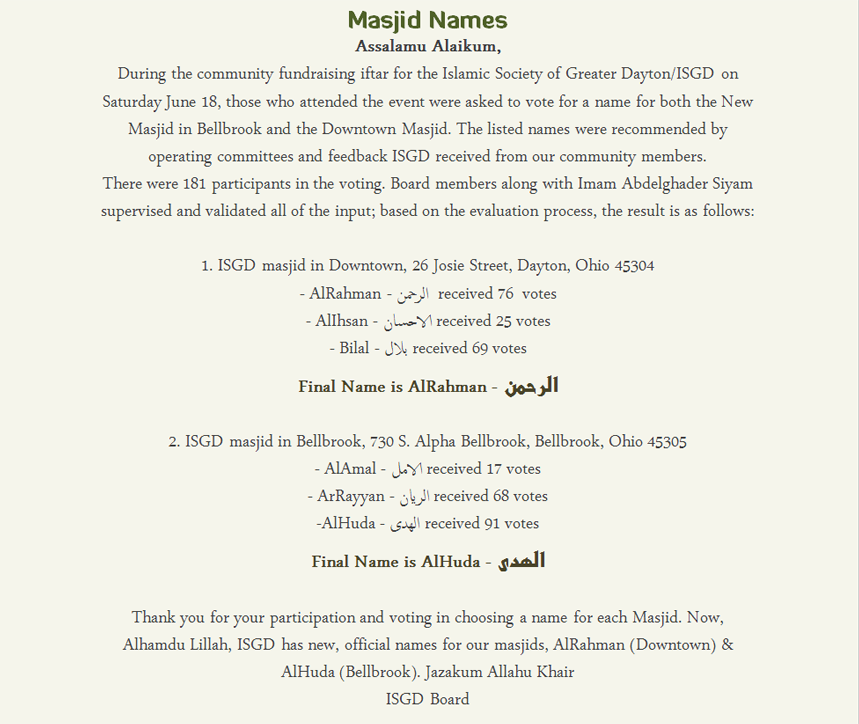 Masjid Names
Assalamu Alaikum,
During the community fundraising iftar for the Islamic Society of Greater Dayton/ISGD on
Saturday June 18, those who attended the event were asked to vote for a name for both the New
Masjid in Bellbrook and the Downtown Masjid. The listed names were recommended by
operating committees and feedback ISGD received from our community members.
There were 181 participants in the voting. Board members along with Imam Abdelghader Siyam
supervised and validated all of the input; based on the evaluation process, the result is as follows:
1. ISGD masjid in Downtown, 26 Josie Street, Dayton, Ohio 45304
- AlRahman - الرحمن received 76 votes
- AlIhsan - الاحسان received 25 votes
- Bilal - بلال received 69 votes
Final Name is AlRahman - الرحمن
2. ISGD masjid in Bellbrook, 730 S. Alpha Bellbrook, Bellbrook, Ohio 45305
- AlAmal - الامل received 17 votes
- ArRayyan - الريان received 68 votes
-AlHuda - الهدى received 91 votes
Final Name is AlHuda - الهدى
Thank you for your participation and voting in choosing a name for each Masjid. Now,
Alhamdu Lillah, ISGD has new, official names for our masjids, AlRahman (Downtown) &
AlHuda (Bellbrook). Jazakum Allahu Khair
ISGD Board